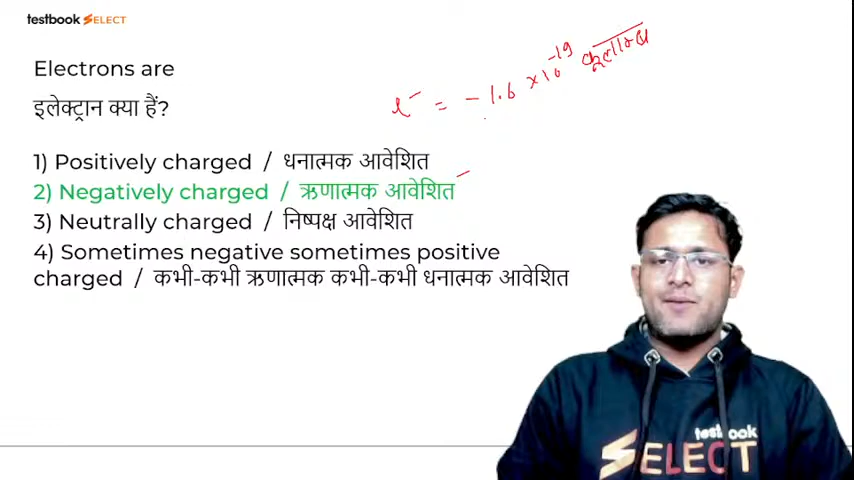 testbook SELECT
Electrons are
इलेक्ट्रान क्या हैं?
e⁻ = -1.6 × 10⁻¹⁹ कूलाम्ब
1) Positively charged / धनात्मक आवेशित
2) Negatively charged / ऋणात्मक आवेशित
3) Neutrally charged / निष्पक्ष आवेशित
4) Sometimes negative sometimes positive
charged / कभी-कभी ऋणात्मक कभी-कभी धनात्मक आवेशित
testbook
SELECT